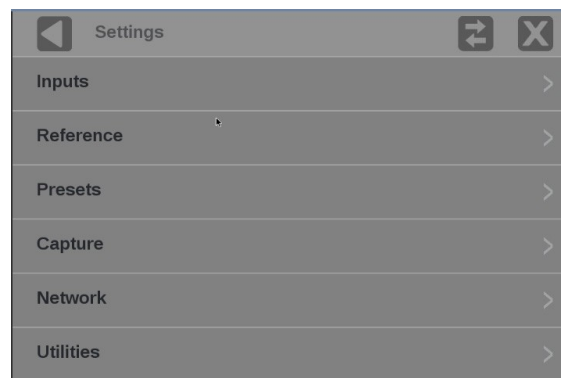 Settings
Inputs
Reference
Presets
Capture
Network
Utilities